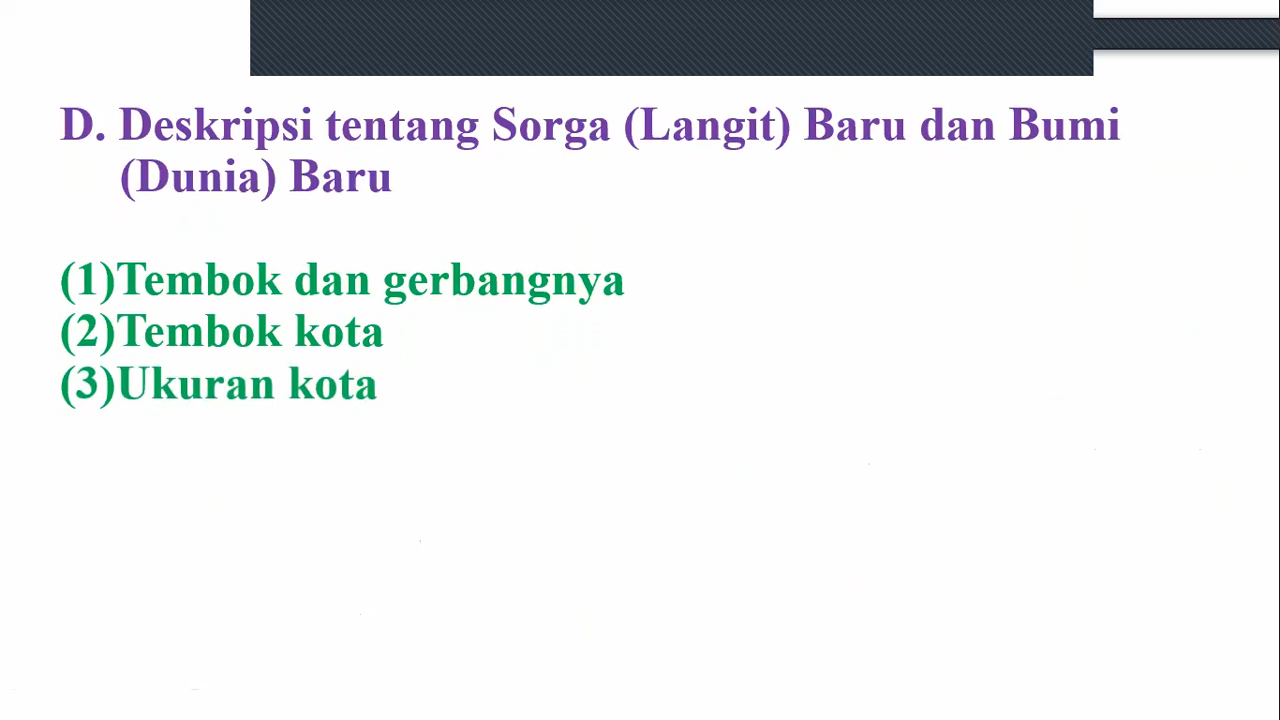 D. Deskripsi tentang Sorga (Langit) Baru dan Bumi
(Dunia) Baru
(1)Tembok dan gerbangnya
(2)Tembok kota
(3)Ukuran kota